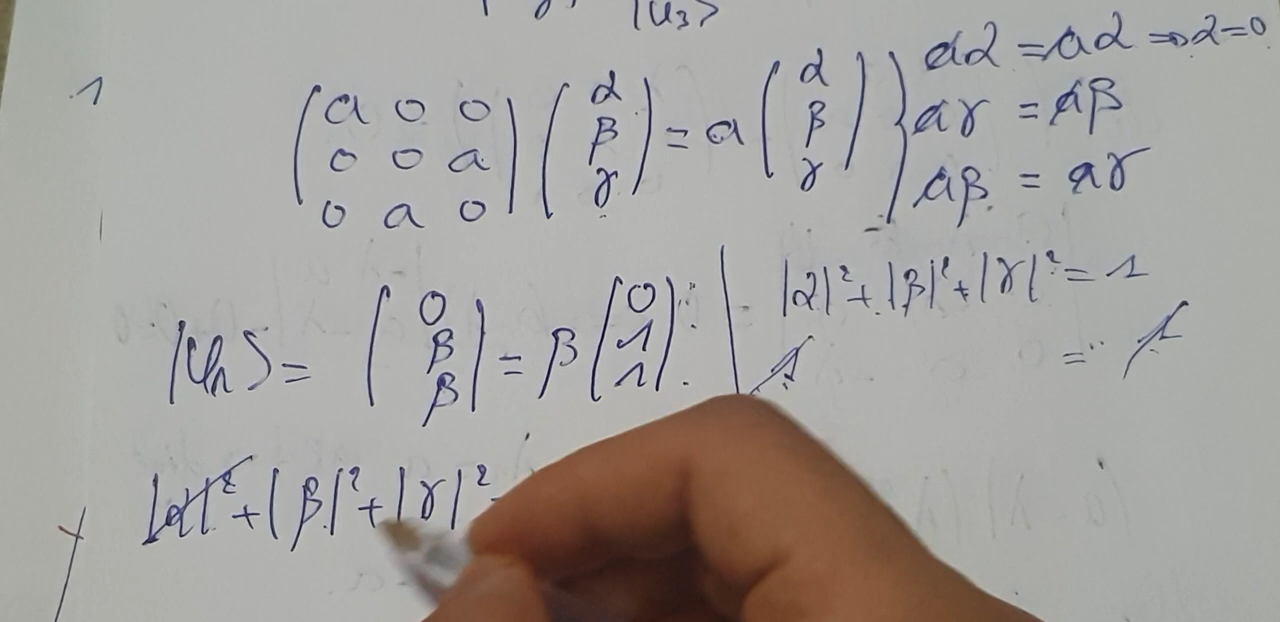 |u₃>
1
(a 0 0; 0 0 a; 0 a 0) (α; β; γ) = a (α; β; γ) } aα = aα ⇒ α=0
aγ = aβ
aβ = aγ
|α|² + |β|² + |γ|² = 1
= (0; β; β) = β (0; 1; 1)
|α|² + |β|² + |γ|²